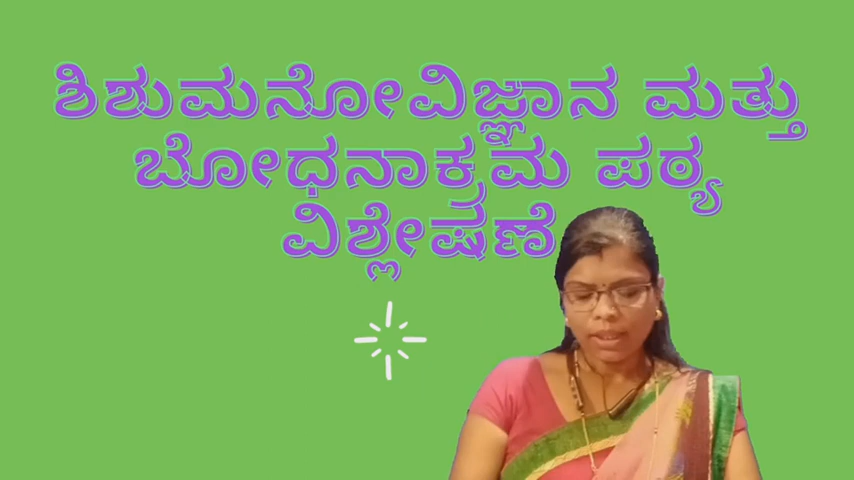 ಶಿಶುಮನೋವಿಜ್ಞಾನ ಮತ್ತು
ಬೋಧನಾಕ್ರಮ ಪಠ್ಯ
ವಿಶ್ಲೇಷಣೆ